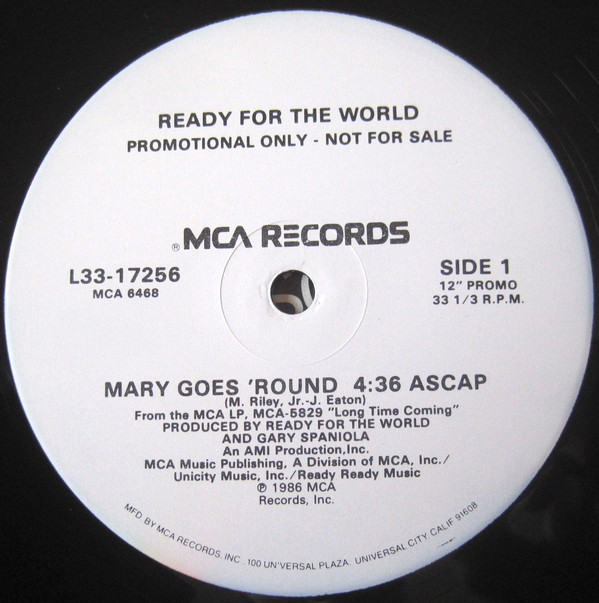 READY FOR THE WORLD
PROMOTIONAL ONLY - NOT FOR SALE
® MCA RECORDS
L33-17256
MCA 6468
SIDE 1
12" PROMO
33 1/3 R.P.M.
MARY GOES 'ROUND 4:36 ASCAP
(M. Riley, Jr.-J. Eaton)
From the MCA LP, MCA-5829 "Long Time Coming"
PRODUCED BY READY FOR THE WORLD
AND GARY SPANIOLA
An AMI Production,Inc.
MCA Music Publishing, A Division of MCA, Inc./
Unicity Music, Inc./Ready Ready Music
℗ 1986 MCA
Records, Inc.
MFD. BY MCA RECORDS, INC., 100 UN'VERSAL PLAZA, UNIVERSAL CITY, CALIF. 91608